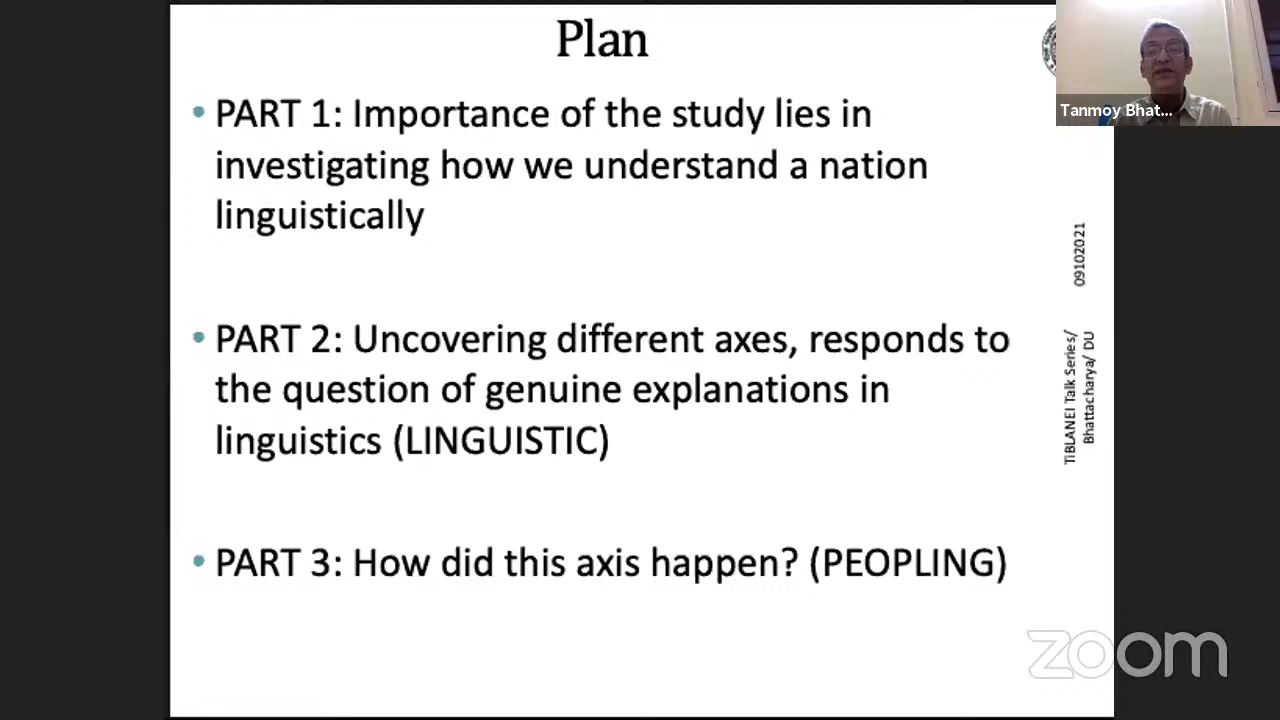 Plan
• PART 1: Importance of the study lies in
investigating how we understand a nation
linguistically
• PART 2: Uncovering different axes, responds to
the question of genuine explanations in
linguistics (LINGUISTIC)
• PART 3: How did this axis happen? (PEOPLING)
Tanmoy Bhat...
09102021
TiBLANEI Talk Series/
Bhattacharya/ DU
zoom